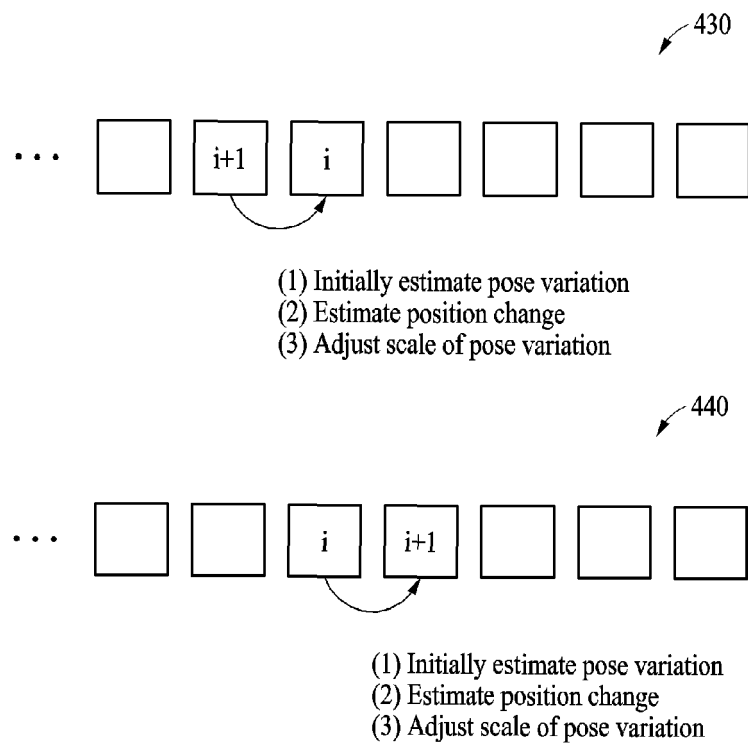 430
... i+1 i
(1) Initially estimate pose variation
(2) Estimate position change
(3) Adjust scale of pose variation
440
... i i+1
(1) Initially estimate pose variation
(2) Estimate position change
(3) Adjust scale of pose variation